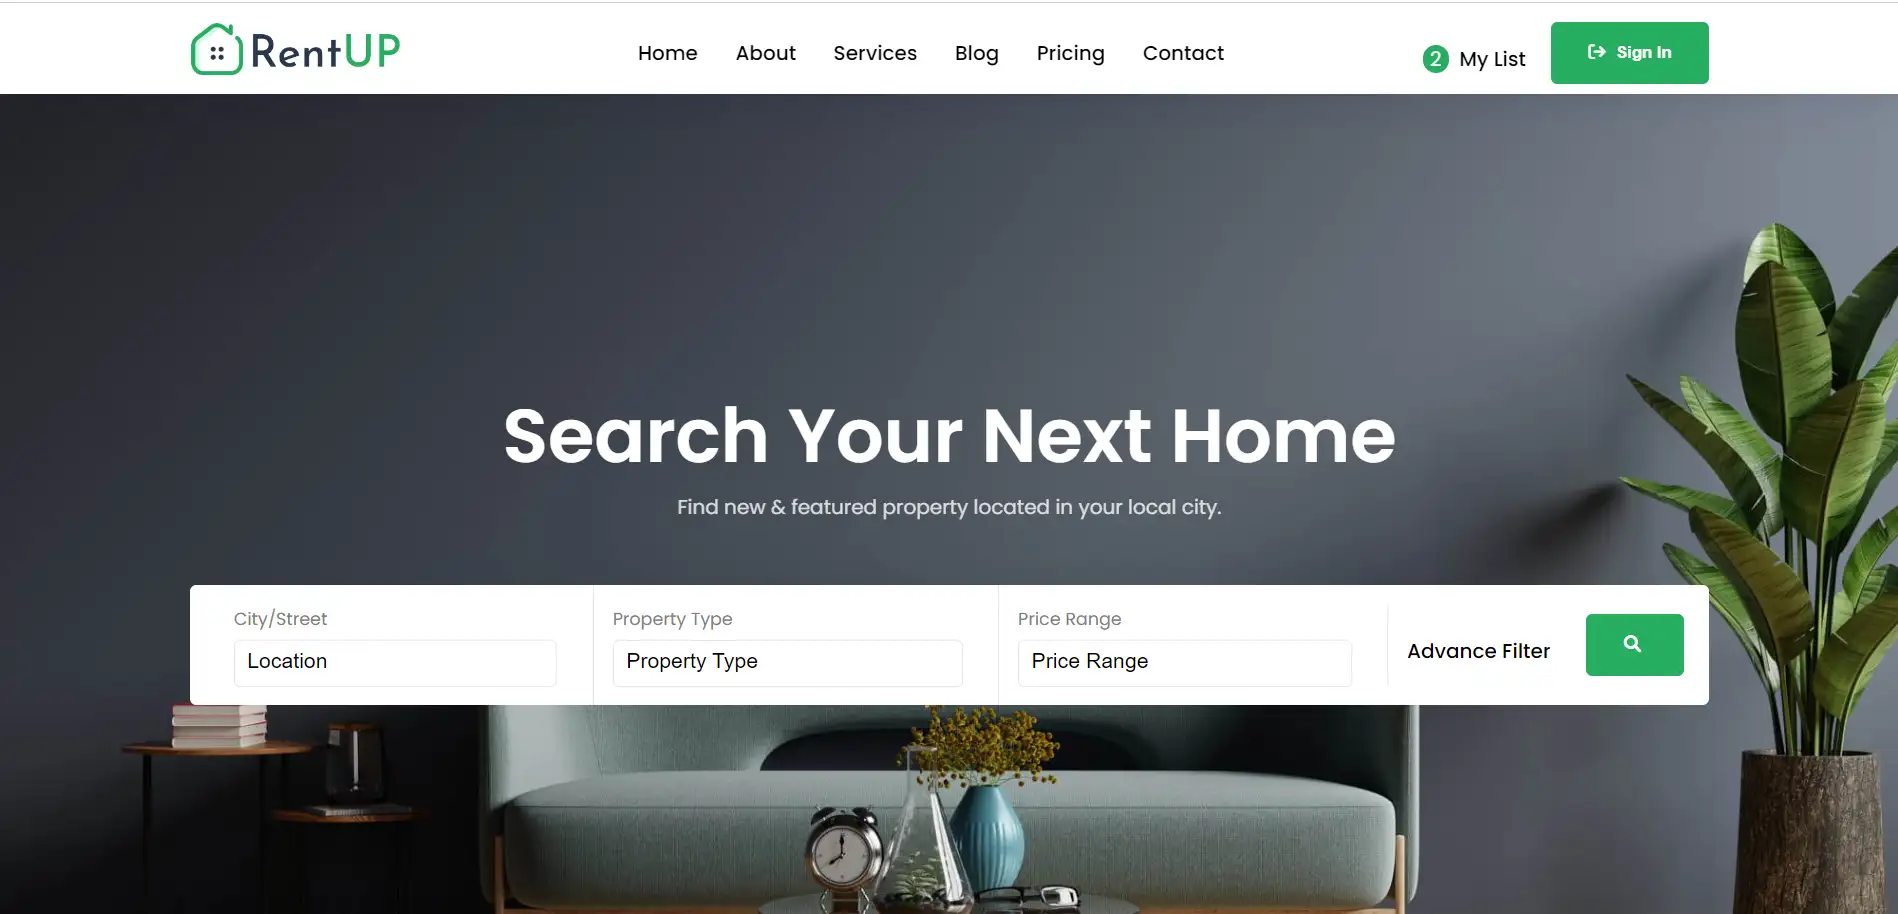 RentUP
Home About Services Blog Pricing Contact
2 My List
Sign In
Search Your Next Home
Find new & featured property located in your local city.
City/Street
Location
Property Type
Property Type
Price Range
Price Range
Advance Filter